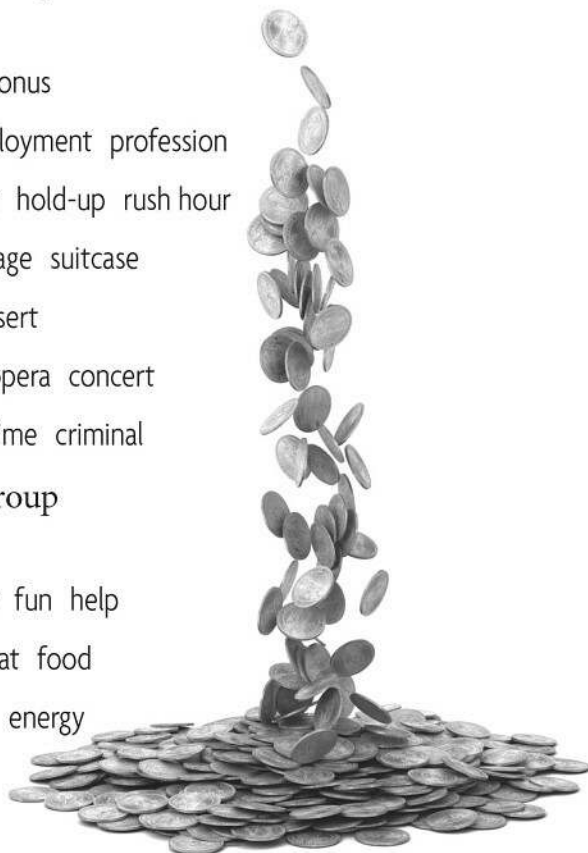 onus
loyment profession
hold-up rush hour
age suitcase
sert
opera concert
me criminal
roup
fun help
at food
energy